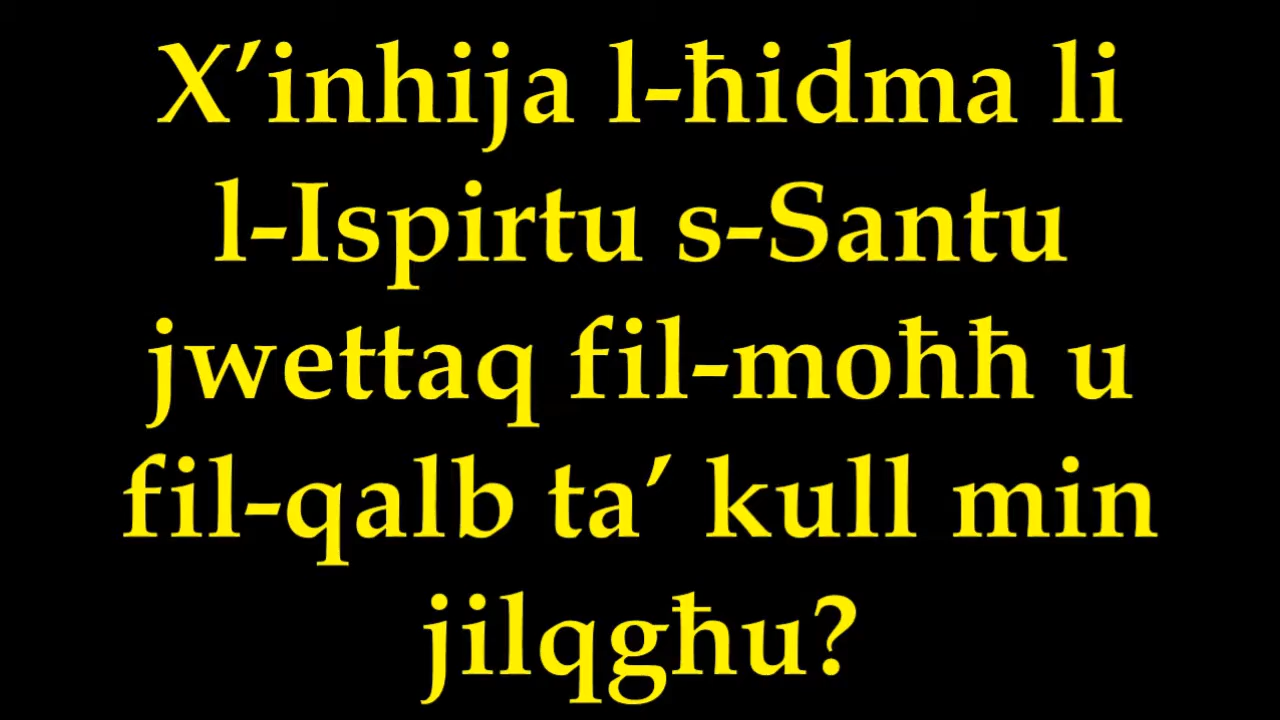 X’inhija l-ħidma li
l-Ispirtu s-Santu
jwettaq fil-moħħ u
fil-qalb ta’ kull min
jilqgħu?